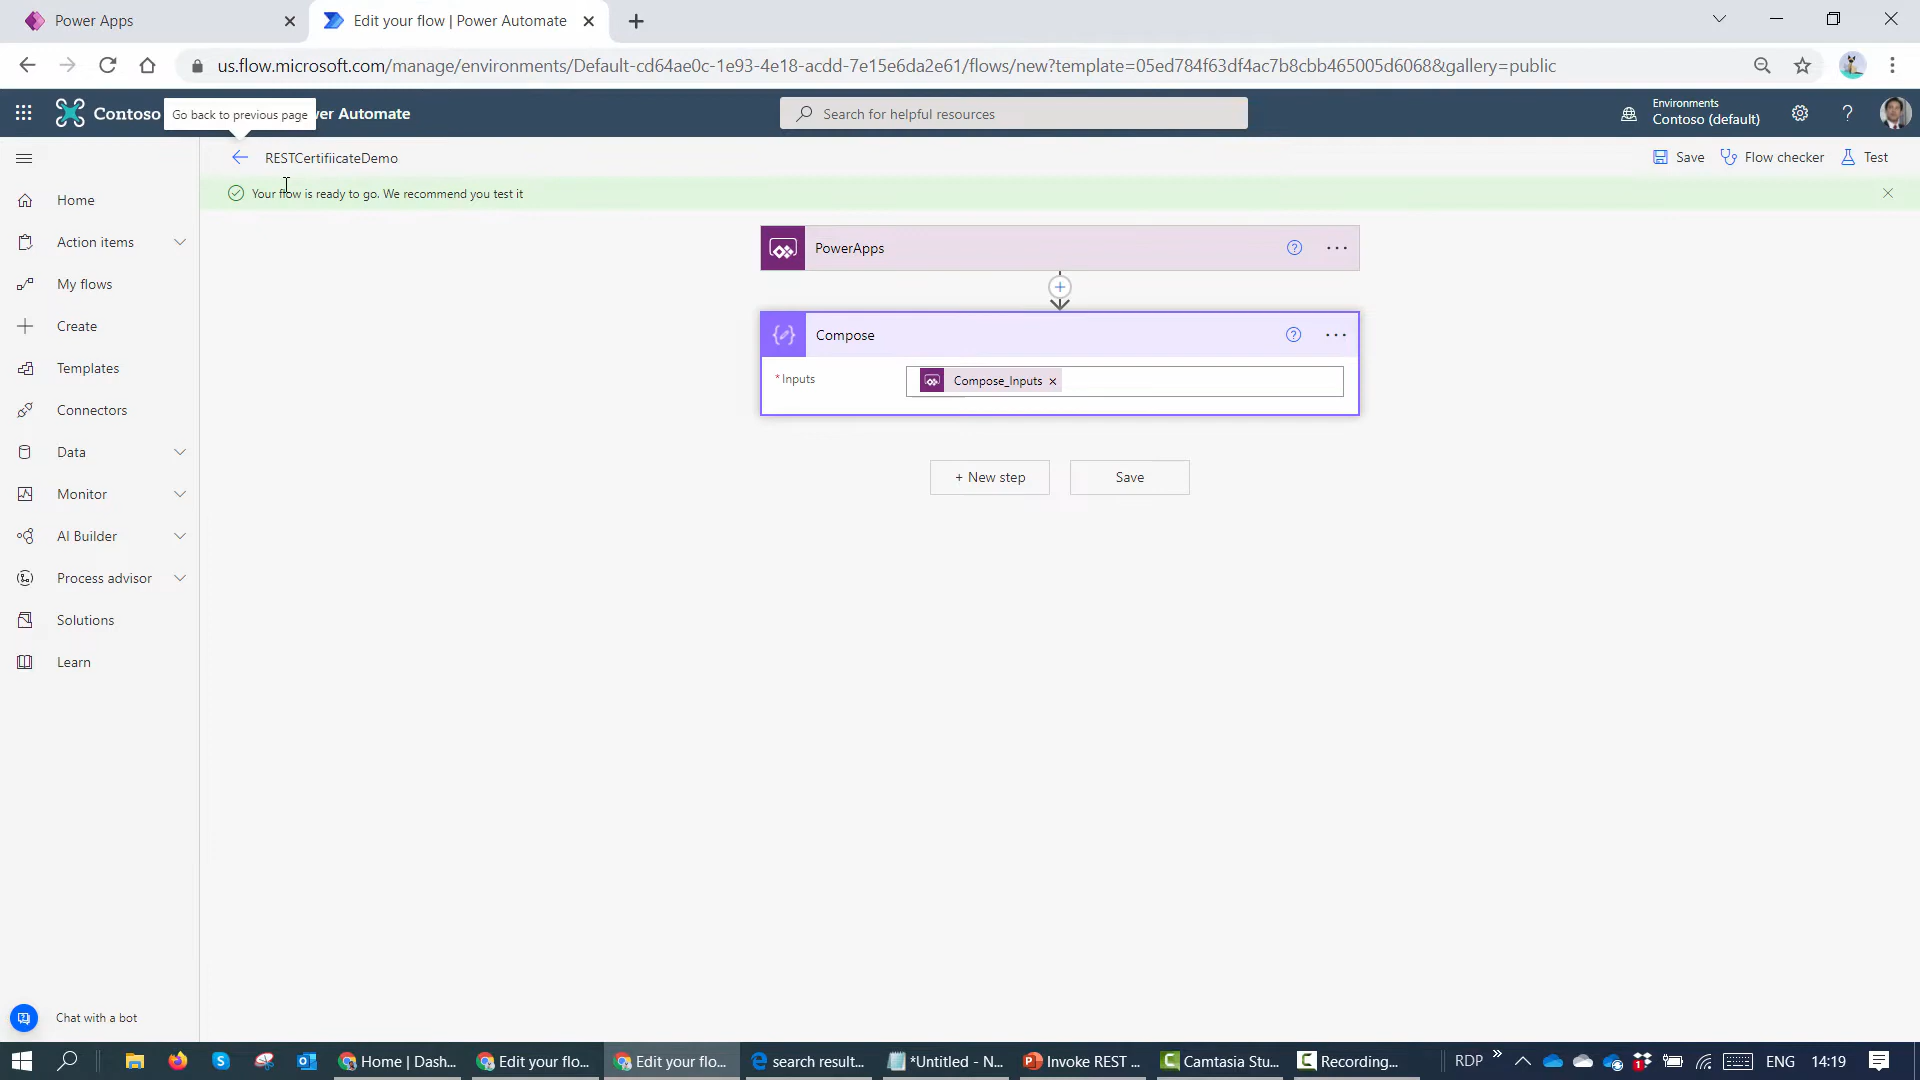 Power Apps
Edit your flow | Power Automate
us.flow.microsoft.com/manage/environments/Default-cd64ae0c-1e93-4e18-acdd-7e15e6da2e61/flows/new?template=05ed784f63df4ac7b8cbb465005d6068&gallery=public
Contoso
Go back to previous page
er Automate
Search for helpful resources
Environments
Contoso (default)
RESTCertifiicateDemo
Save
Flow checker
Test
Your flow is ready to go. We recommend you test it
Home
Action items
My flows
Create
Templates
Connectors
Data
Monitor
AI Builder
Process advisor
Solutions
Learn
Chat with a bot
PowerApps
Compose
* Inputs
Compose_Inputs
+ New step
Save
Home | Dash...
Edit your flo...
Edit your flo...
search result...
*Untitled - N...
Invoke REST ...
Camtasia Stu...
Recording...
RDP
ENG
14:19